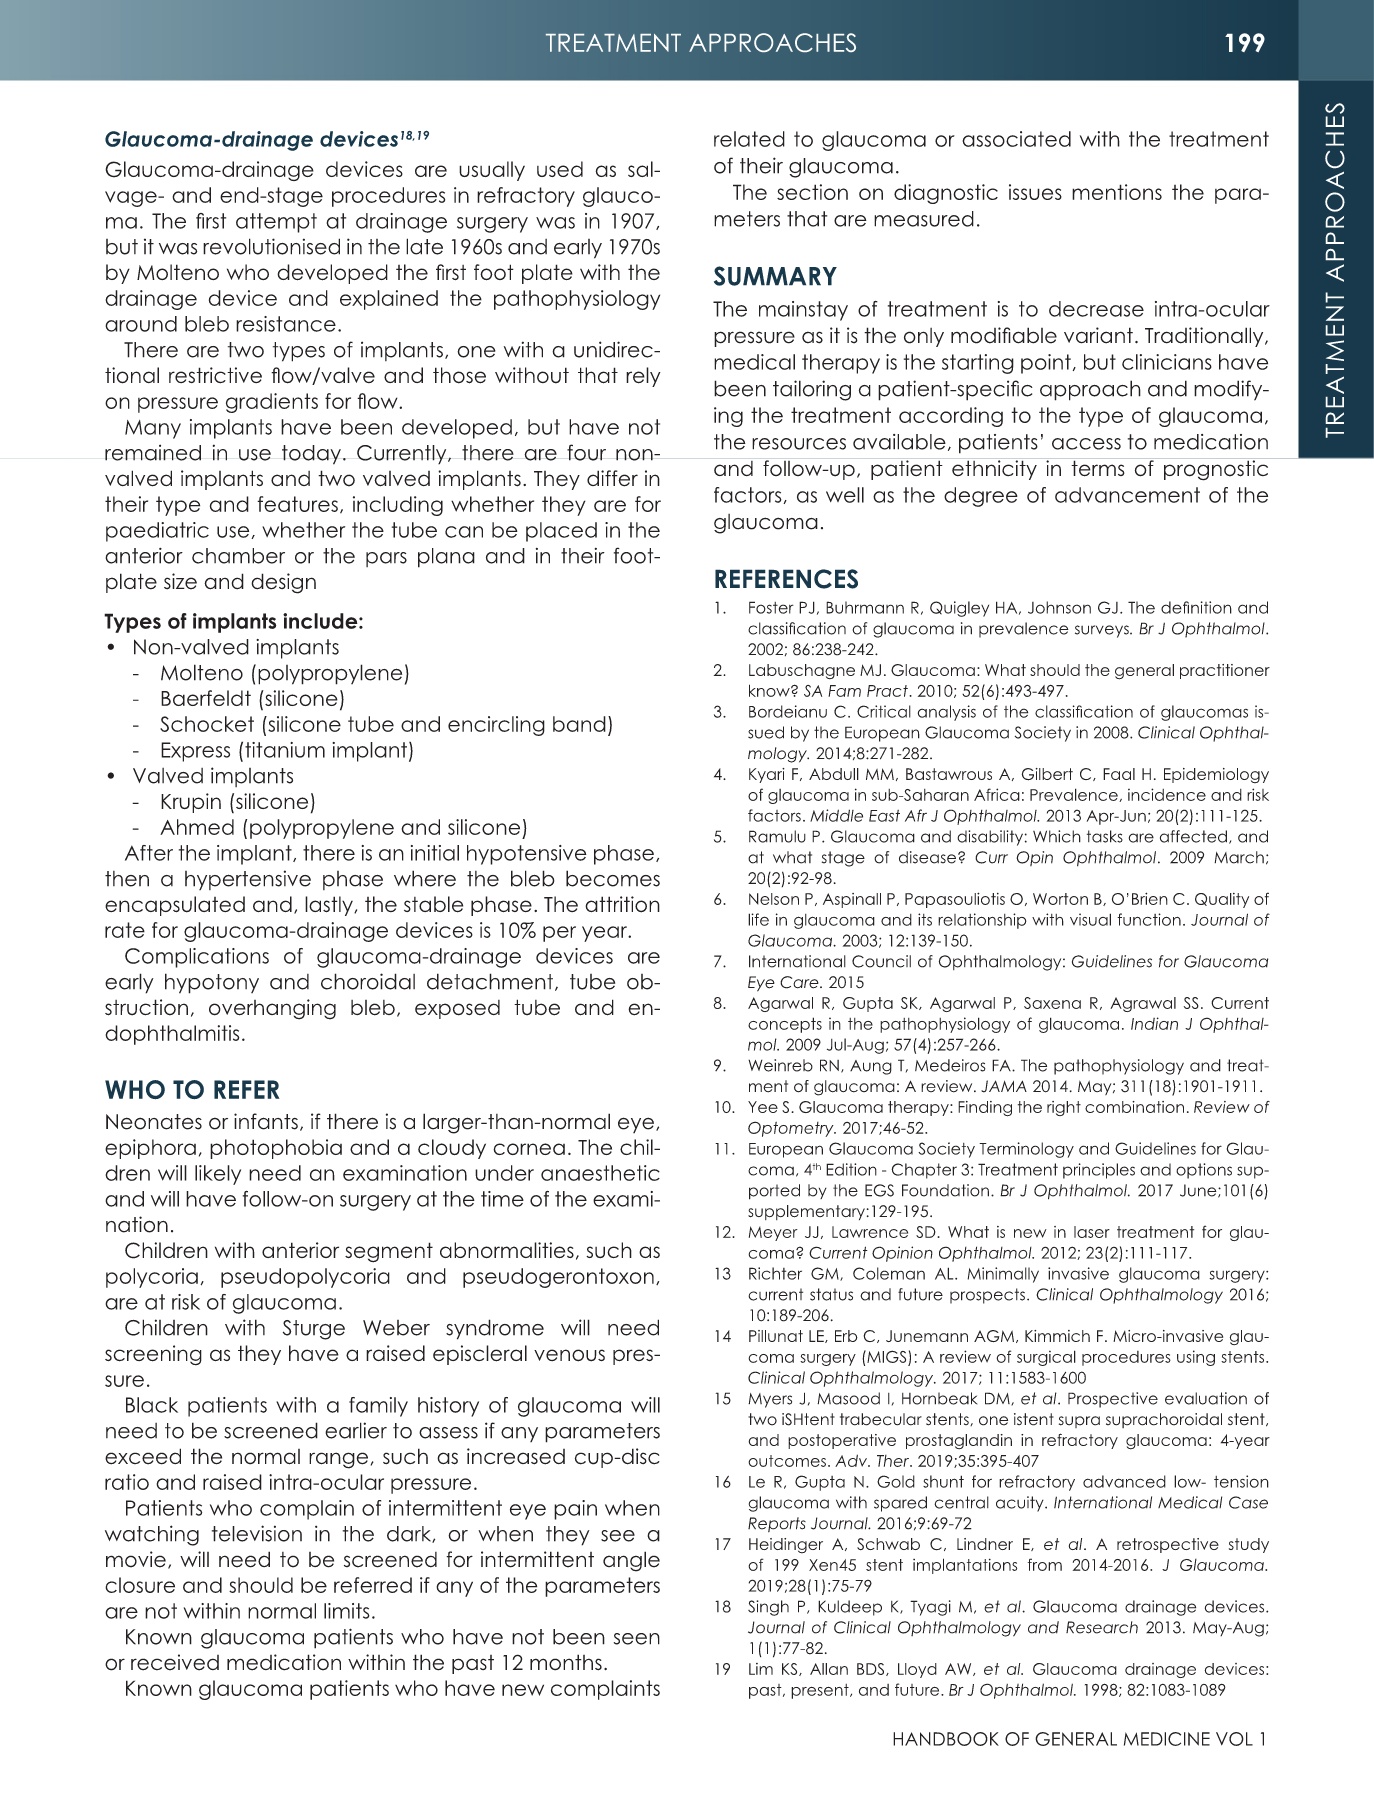 TREATMENT APPROACHES
199
TREATMENT APPROACHES
Glaucoma-drainage devices18,19
Glaucoma-drainage devices are usually used as sal-
vage- and end-stage procedures in refractory glauco-
ma. The first attempt at drainage surgery was in 1907,
but it was revolutionised in the late 1960s and early 1970s
by Molteno who developed the first foot plate with the
drainage device and explained the pathophysiology
around bleb resistance.
There are two types of implants, one with a unidirec-
tional restrictive flow/valve and those without that rely
on pressure gradients for flow.
Many implants have been developed, but have not
remained in use today. Currently, there are four non-
valved implants and two valved implants. They differ in
their type and features, including whether they are for
paediatric use, whether the tube can be placed in the
anterior chamber or the pars plana and in their foot-
plate size and design
Types of implants include:
• Non-valved implants
- Molteno (polypropylene)
- Baerfeldt (silicone)
- Schocket (silicone tube and encircling band)
- Express (titanium implant)
• Valved implants
- Krupin (silicone)
- Ahmed (polypropylene and silicone)
After the implant, there is an initial hypotensive phase,
then a hypertensive phase where the bleb becomes
encapsulated and, lastly, the stable phase. The attrition
rate for glaucoma-drainage devices is 10% per year.
Complications of glaucoma-drainage devices are
early hypotony and choroidal detachment, tube ob-
struction, overhanging bleb, exposed tube and en-
dophthalmitis.
WHO TO REFER
Neonates or infants, if there is a larger-than-normal eye,
epiphora, photophobia and a cloudy cornea. The chil-
dren will likely need an examination under anaesthetic
and will have follow-on surgery at the time of the exami-
nation.
Children with anterior segment abnormalities, such as
polycoria, pseudopolycoria and pseudogerontoxon,
are at risk of glaucoma.
Children with Sturge Weber syndrome will need
screening as they have a raised episcleral venous pres-
sure.
Black patients with a family history of glaucoma will
need to be screened earlier to assess if any parameters
exceed the normal range, such as increased cup-disc
ratio and raised intra-ocular pressure.
Patients who complain of intermittent eye pain when
watching television in the dark, or when they see a
movie, will need to be screened for intermittent angle
closure and should be referred if any of the parameters
are not within normal limits.
Known glaucoma patients who have not been seen
or received medication within the past 12 months.
Known glaucoma patients who have new complaints
related to glaucoma or associated with the treatment
of their glaucoma.
The section on diagnostic issues mentions the para-
meters that are measured.
SUMMARY
The mainstay of treatment is to decrease intra-ocular
pressure as it is the only modifiable variant. Traditionally,
medical therapy is the starting point, but clinicians have
been tailoring a patient-specific approach and modify-
ing the treatment according to the type of glaucoma,
the resources available, patients' access to medication
and follow-up, patient ethnicity in terms of prognostic
factors, as well as the degree of advancement of the
glaucoma.
REFERENCES
1. Foster PJ, Buhrmann R, Quigley HA, Johnson GJ. The definition and
classification of glaucoma in prevalence surveys. Br J Ophthalmol.
2002; 86:238-242.
2. Labuschagne MJ. Glaucoma: What should the general practitioner
know? SA Fam Pract. 2010; 52(6):493-497.
3. Bordeianu C. Critical analysis of the classification of glaucomas is-
sued by the European Glaucoma Society in 2008. Clinical Ophthal-
mology. 2014;8:271-282.
4. Kyari F, Abdull MM, Bastawrous A, Gilbert C, Faal H. Epidemiology
of glaucoma in sub-Saharan Africa: Prevalence, incidence and risk
factors. Middle East Afr J Ophthalmol. 2013 Apr-Jun; 20(2):111-125.
5. Ramulu P. Glaucoma and disability: Which tasks are affected, and
at what stage of disease? Curr Opin Ophthalmol. 2009 March;
20(2):92-98.
6. Nelson P, Aspinall P, Papasouliotis O, Worton B, O'Brien C. Quality of
life in glaucoma and its relationship with visual function. Journal of
Glaucoma. 2003; 12:139-150.
7. International Council of Ophthalmology: Guidelines for Glaucoma
Eye Care. 2015
8. Agarwal R, Gupta SK, Agarwal P, Saxena R, Agrawal SS. Current
concepts in the pathophysiology of glaucoma. Indian J Ophthal-
mol. 2009 Jul-Aug; 57(4):257-266.
9. Weinreb RN, Aung T, Medeiros FA. The pathophysiology and treat-
ment of glaucoma: A review. JAMA 2014. May; 311(18):1901-1911.
10. Yee S. Glaucoma therapy: Finding the right combination. Review of
Optometry. 2017;46-52.
11. European Glaucoma Society Terminology and Guidelines for Glau-
coma, 4th Edition - Chapter 3: Treatment principles and options sup-
ported by the EGS Foundation. Br J Ophthalmol. 2017 June;101(6)
supplementary:129-195.
12. Meyer JJ, Lawrence SD. What is new in laser treatment for glau-
coma? Current Opinion Ophthalmol. 2012; 23(2):111-117.
13 Richter GM, Coleman AL. Minimally invasive glaucoma surgery:
current status and future prospects. Clinical Ophthalmology 2016;
10:189-206.
14 Pillunat LE, Erb C, Junemann AGM, Kimmich F. Micro-invasive glau-
coma surgery (MIGS): A review of surgical procedures using stents.
Clinical Ophthalmology. 2017; 11:1583-1600
15 Myers J, Masood I, Hornbeak DM, et al. Prospective evaluation of
two iSHtent trabecular stents, one istent supra suprachoroidal stent,
and postoperative prostaglandin in refractory glaucoma: 4-year
outcomes. Adv. Ther. 2019;35:395-407
16 Le R, Gupta N. Gold shunt for refractory advanced low- tension
glaucoma with spared central acuity. International Medical Case
Reports Journal. 2016;9:69-72
17 Heidinger A, Schwab C, Lindner E, et al. A retrospective study
of 199 Xen45 stent implantations from 2014-2016. J Glaucoma.
2019;28(1):75-79
18 Singh P, Kuldeep K, Tyagi M, et al. Glaucoma drainage devices.
Journal of Clinical Ophthalmology and Research 2013. May-Aug;
1(1):77-82.
19 Lim KS, Allan BDS, Lloyd AW, et al. Glaucoma drainage devices:
past, present, and future. Br J Ophthalmol. 1998; 82:1083-1089
HANDBOOK OF GENERAL MEDICINE VOL 1